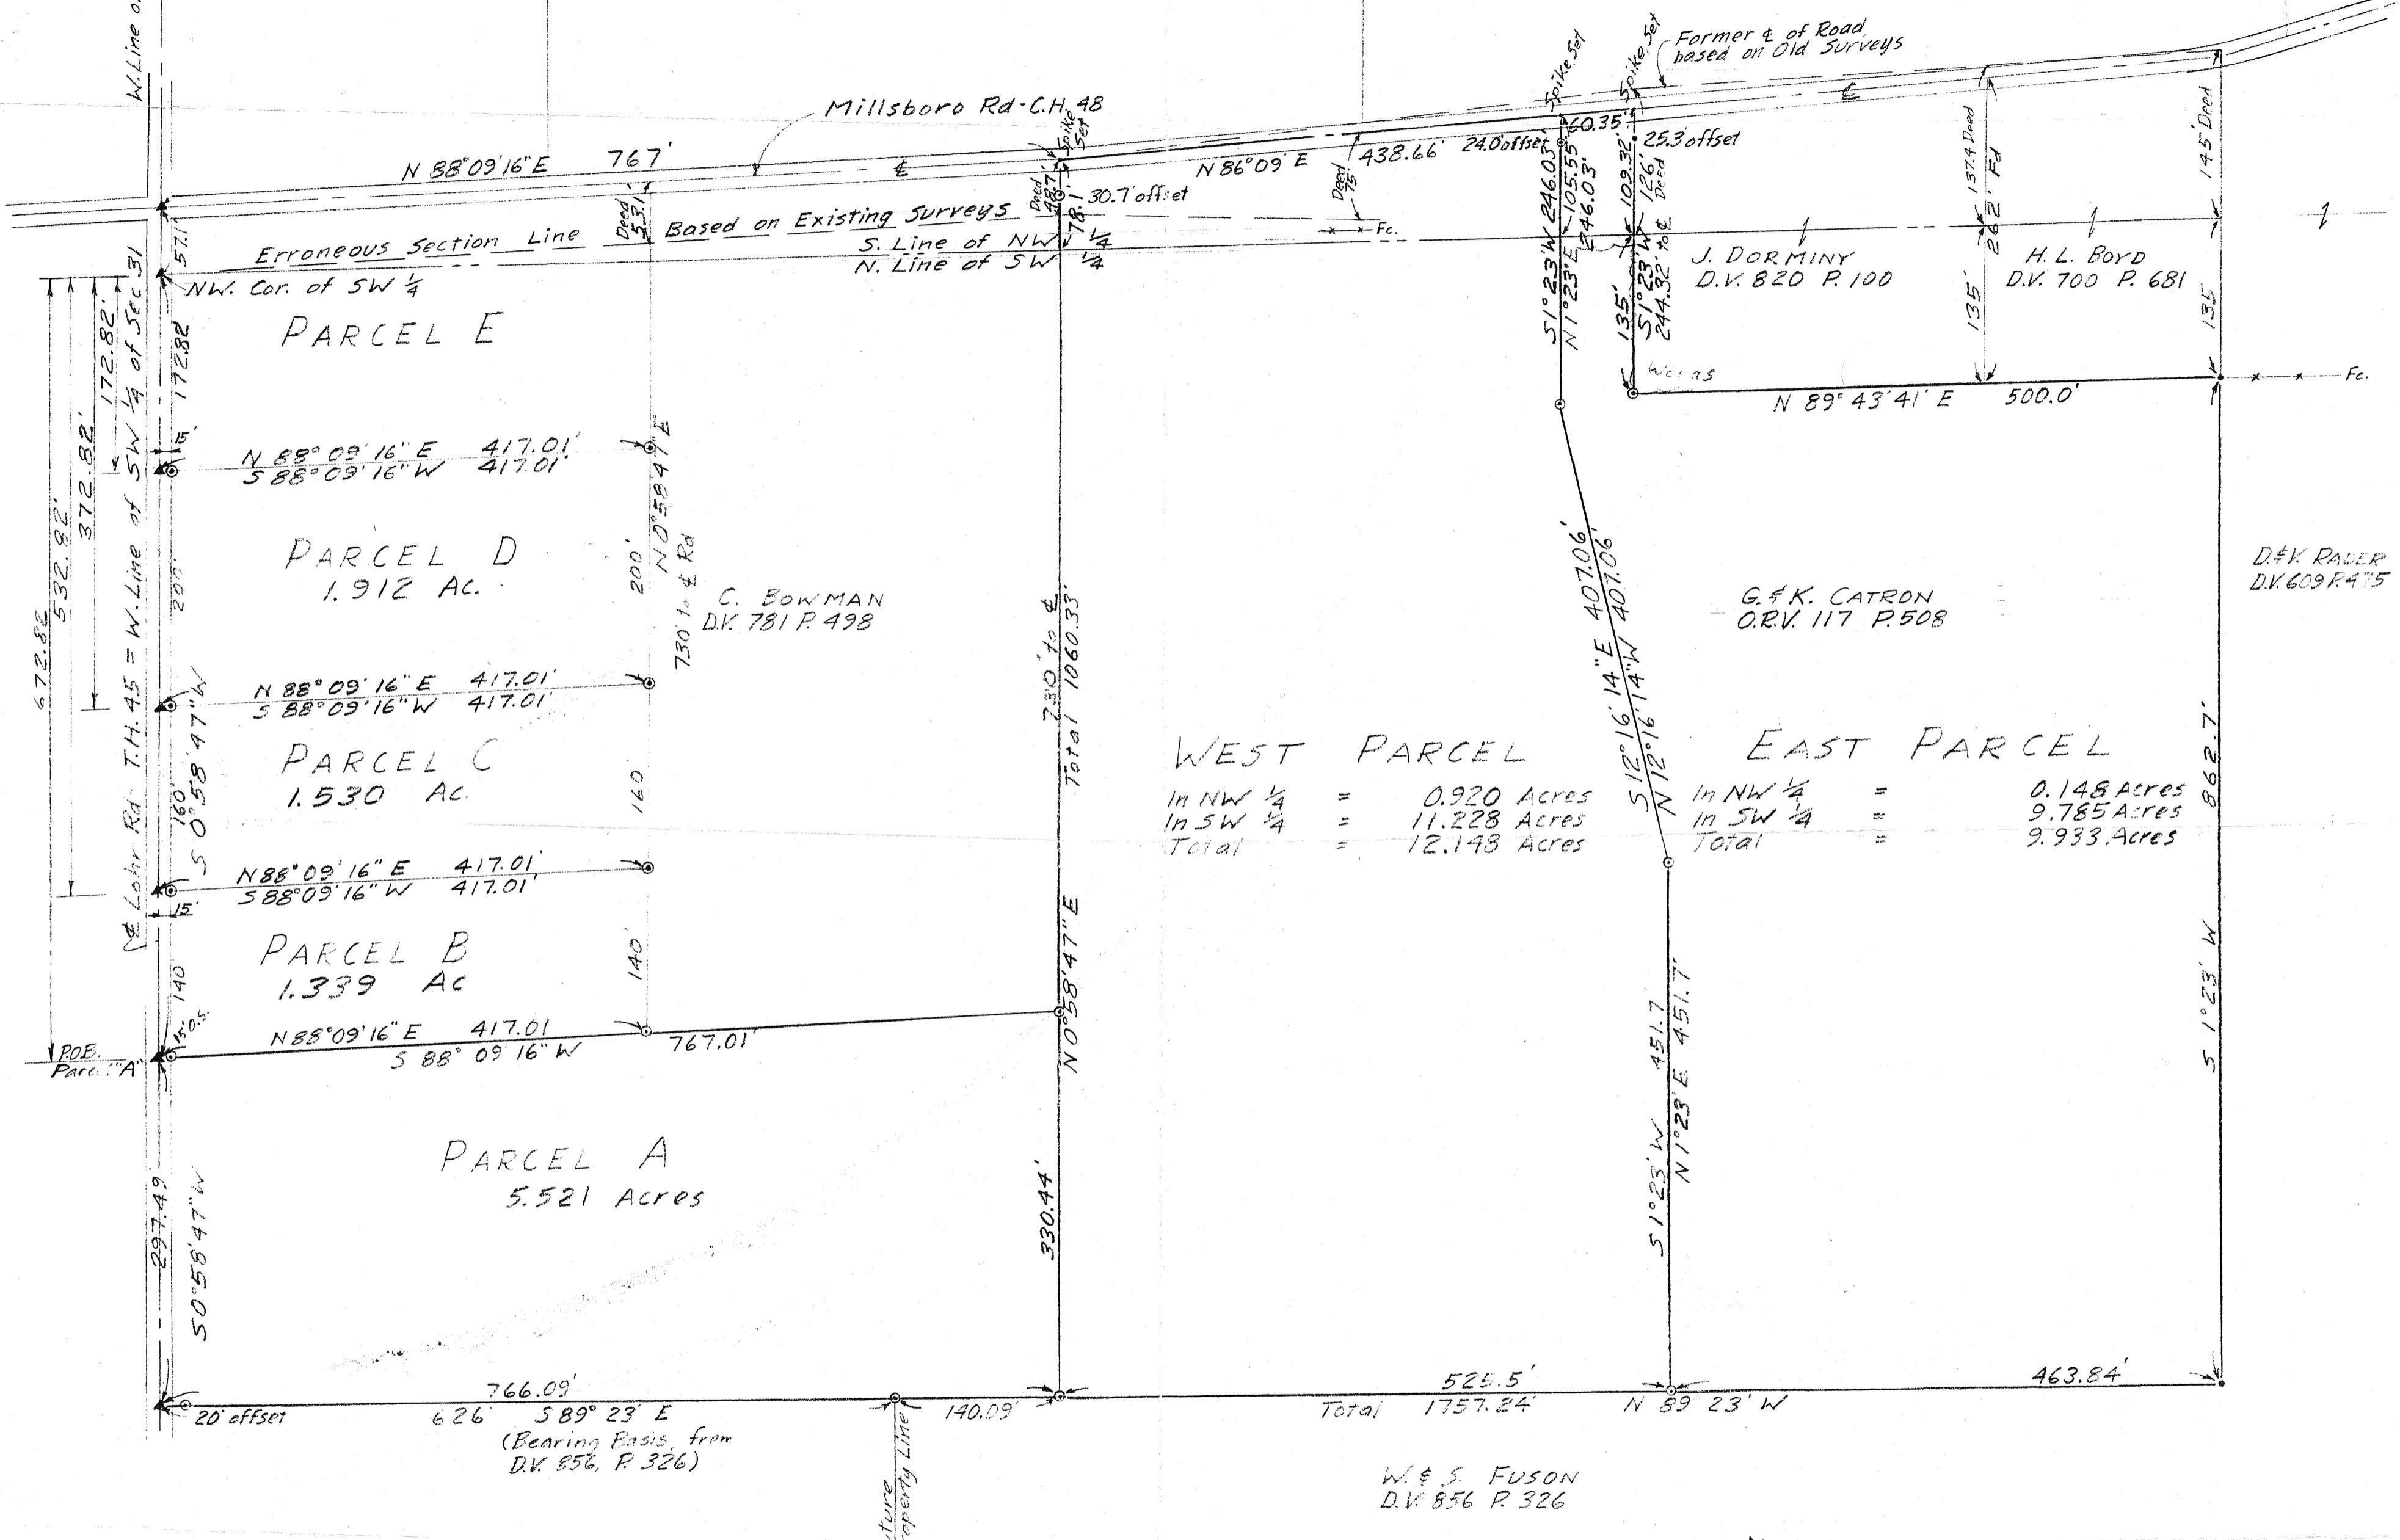 W. Line o
Former ℄ of Road
based on Old Surveys
Spike Set
Spike Set
Millsboro Rd - C.H. 48
Spike Set
N 88° 09' 16" E 767'
℄
N 86° 09' E 438.66'
24.0' offset
60.35'
25.3' offset
℄
137.4 Deed
262' Fd
145' Deed
57.1'
Deed 53.1'
Deed 48.7'
78.1'
30.7' offset
Deed 75'
Fc.
Erroneous Section Line Based on Existing Surveys
S. Line of NW 1/4
N. Line of SW 1/4
NW. Cor. of SW 1/4
S 1° 23' W 246.03'
N 1° 23' E 246.03'
105.55'
109.32'
135'
S 1° 23' W 126' Deed
244.32' to ℄
J. DORMINY
D.V. 820 P. 100
H. L. BOYD
D.V. 700 P. 681
135'
135'
Fc.
N 89° 43' 41" E 500.0'
PARCEL E
172.82'
172.82
372.82'
532.82'
672.82'
15'
N 88° 09' 16" E 417.01'
S 88° 09' 16" W 417.01'
N 0° 58' 47" E
730' to ℄ Rd
PARCEL D
1.912 Ac.
200'
200'
C. BOWMAN
D.V. 781 P. 498
730' to ℄
Total 1060.33'
S 12° 16' 14" E 407.06'
N 12° 16' 14" W 407.06'
G. & K. CATRON
O.R.V. 117 P. 508
D. & V. RADER
D.V. 609 P. 475
℄ Lohr Rd - T.H. 45 = W. Line of SW 1/4 of Sec 31
N 88° 09' 16" E 417.01'
S 88° 09' 16" W 417.01'
S 0° 58' 47" W
PARCEL C
1.530 Ac.
160'
160'
WEST PARCEL
In NW 1/4 = 0.920 Acres
In SW 1/4 = 11.228 Acres
Total = 12.148 Acres
EAST PARCEL
In NW 1/4 = 0.148 Acres
In SW 1/4 = 9.785 Acres
Total = 9.933 Acres
862.7'
N 88° 09' 16" E 417.01'
S 88° 09' 16" W 417.01'
15'
PARCEL B
1.339 Ac
140
140'
N 0° 58' 47" E
15' O.S.
P.O.B.
Parcel "A"
N 88° 09' 16" E 417.01
S 88° 09' 16" W 767.01'
S 1° 23' W 451.7'
N 1° 23' E 451.7'
S 1° 23' W
PARCEL A
5.521 Acres
297.49
S 0° 58' 47" W
330.44'
766.09'
20' offset 626' S 89° 23' E 140.09'
(Bearing Basis, from
D.V. 856, P. 326)
525.5'
463.84'
Total 1757.24' N 89° 23' W
W. & S. FUSON
D.V. 856 P. 326
uture
operty Line